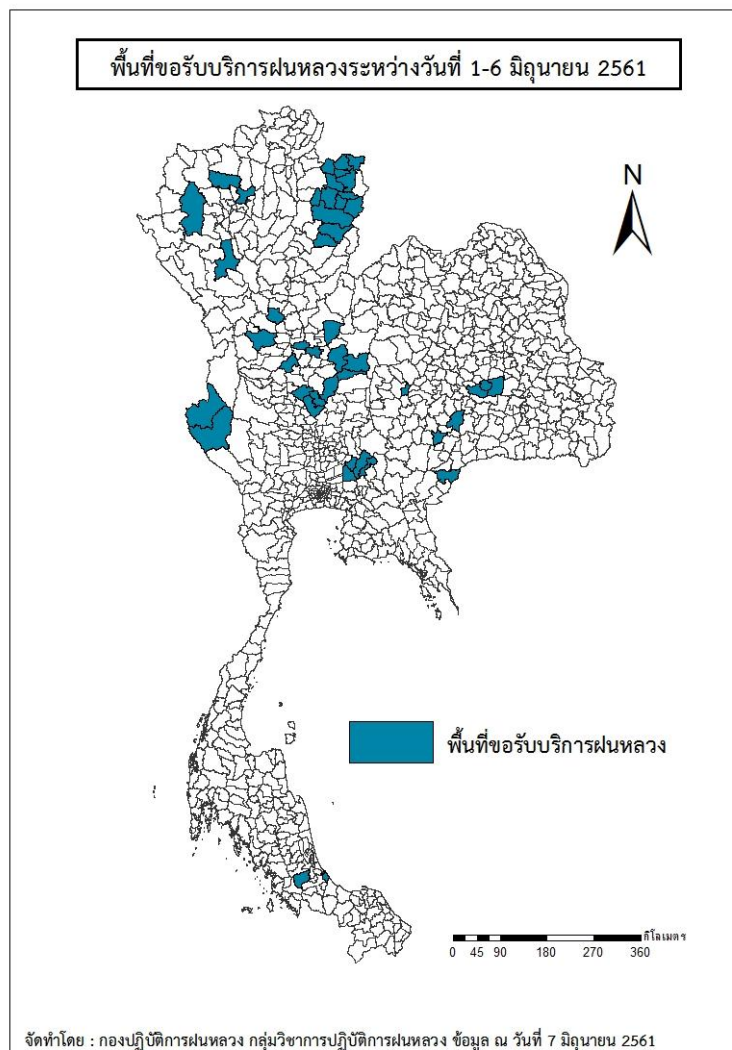 พื้นที่ขอรับบริการฝนหลวงระหว่างวันที่ 1-6 มิถุนายน 2561
N
พื้นที่ขอรับบริการฝนหลวง
กิโลเมตร
0 45 90 180 270 360
จัดทำโดย : กองปฏิบัติการฝนหลวง กลุ่มวิชาการปฏิบัติการฝนหลวง ข้อมูล ณ วันที่ 7 มิถุนายน 2561